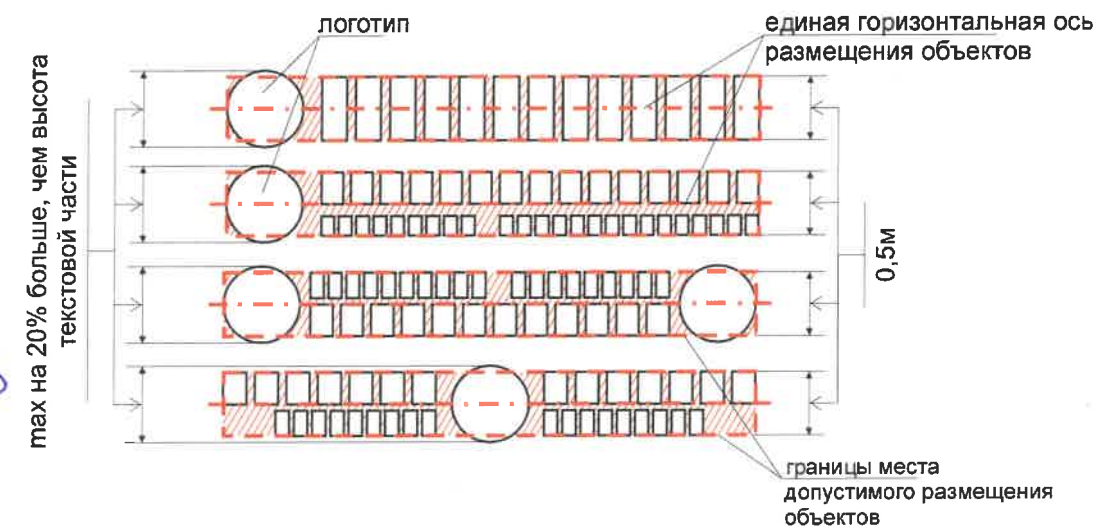 логотип
единая горизонтальная ось
размещения объектов
max на 20% больше, чем высота
текстовой части
0,5м
границы места
допустимого размещения
объектов